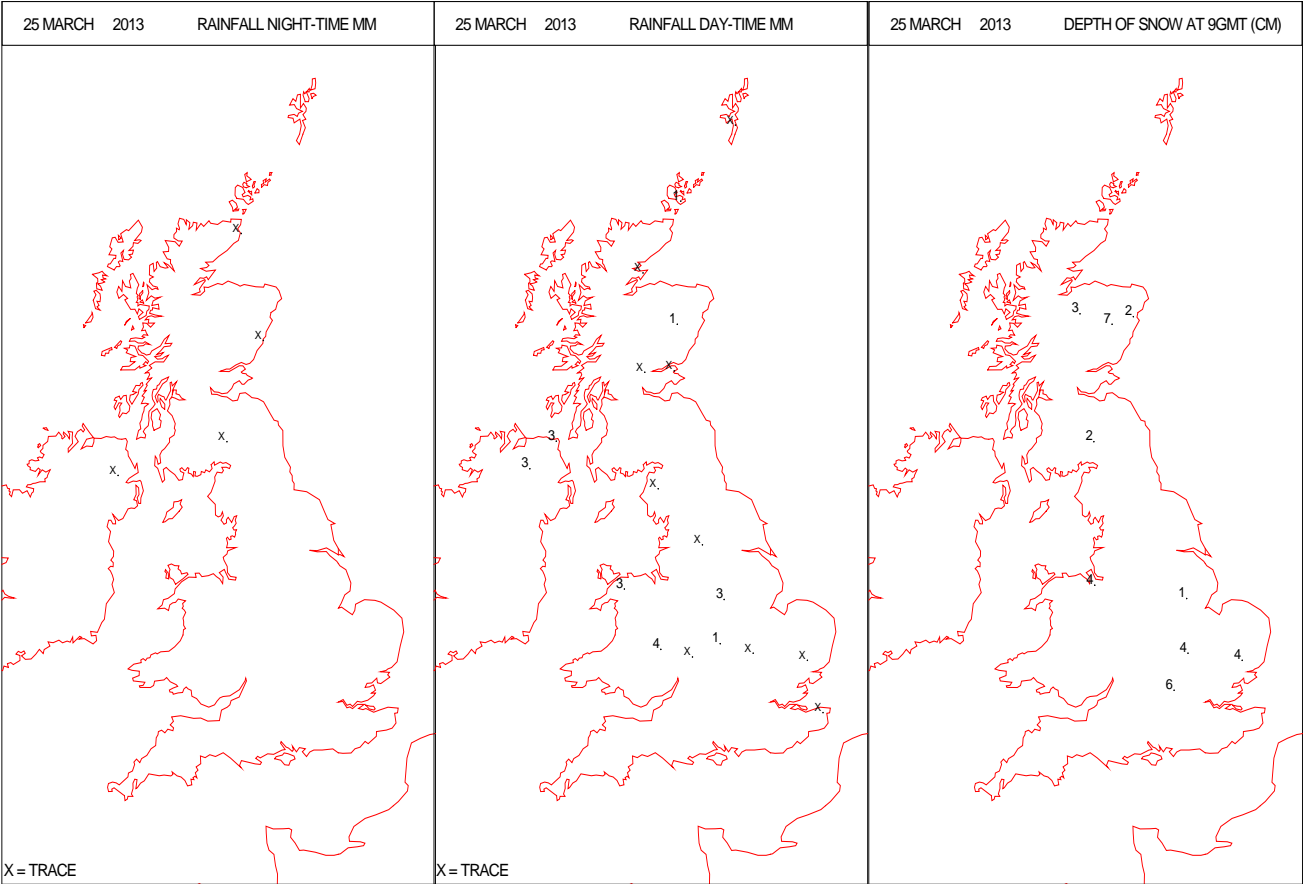 25 MARCH 2013 RAINFALL NIGHT-TIME MM
X.
X.
X.
X.
X = TRACE
25 MARCH 2013 RAINFALL DAY-TIME MM
X.
1.
X.
1.
X.
X.
3.
3.
X.
X.
3.
3.
4.
X.
1.
X.
X.
X.
X = TRACE
25 MARCH 2013 DEPTH OF SNOW AT 9GMT (CM)
3.
7.
2.
2.
4.
1.
4.
4.
6.